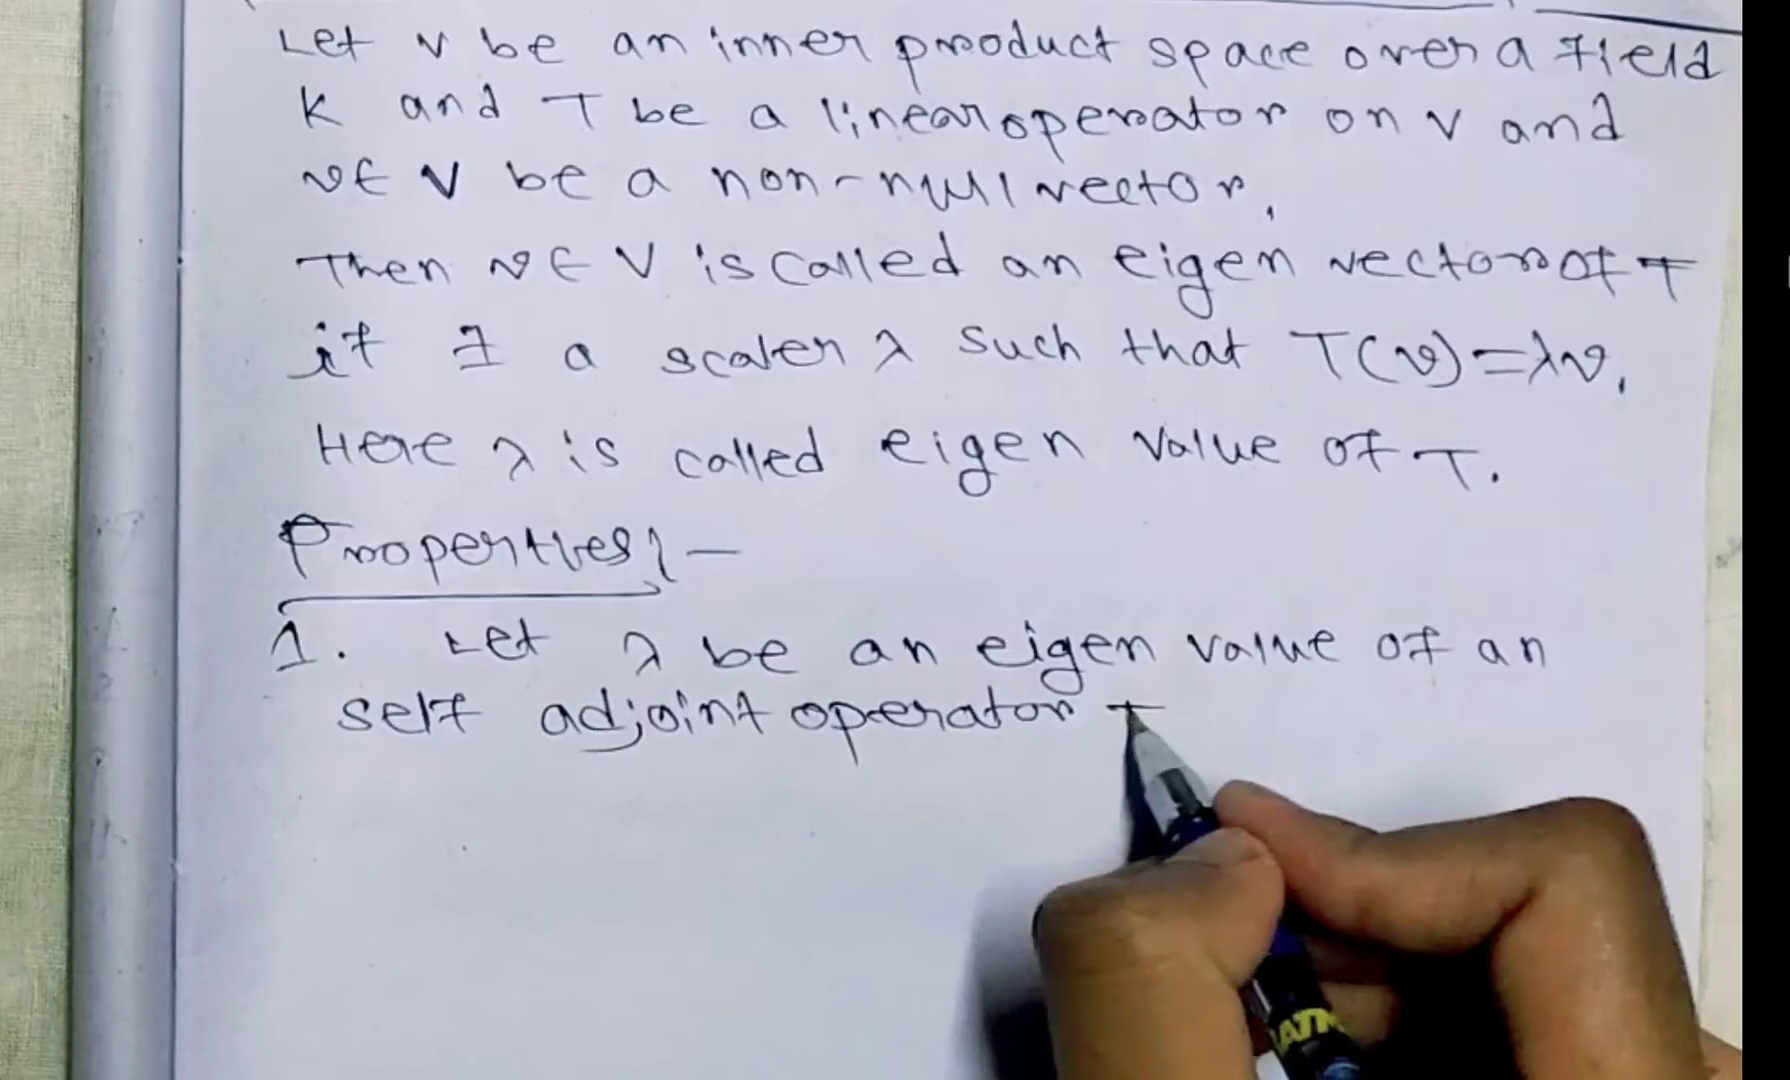 Let V be an inner product space over a field
K and T be a linear operator on V and
v ∈ V be a non-null vector.
Then v ∈ V is called an eigen vector of T
if ∃ a scaler λ such that T(v)=λv.
Here λ is called eigen value of T.
Properties:-
1. Let λ be an eigen value of an
self adjoint operator T